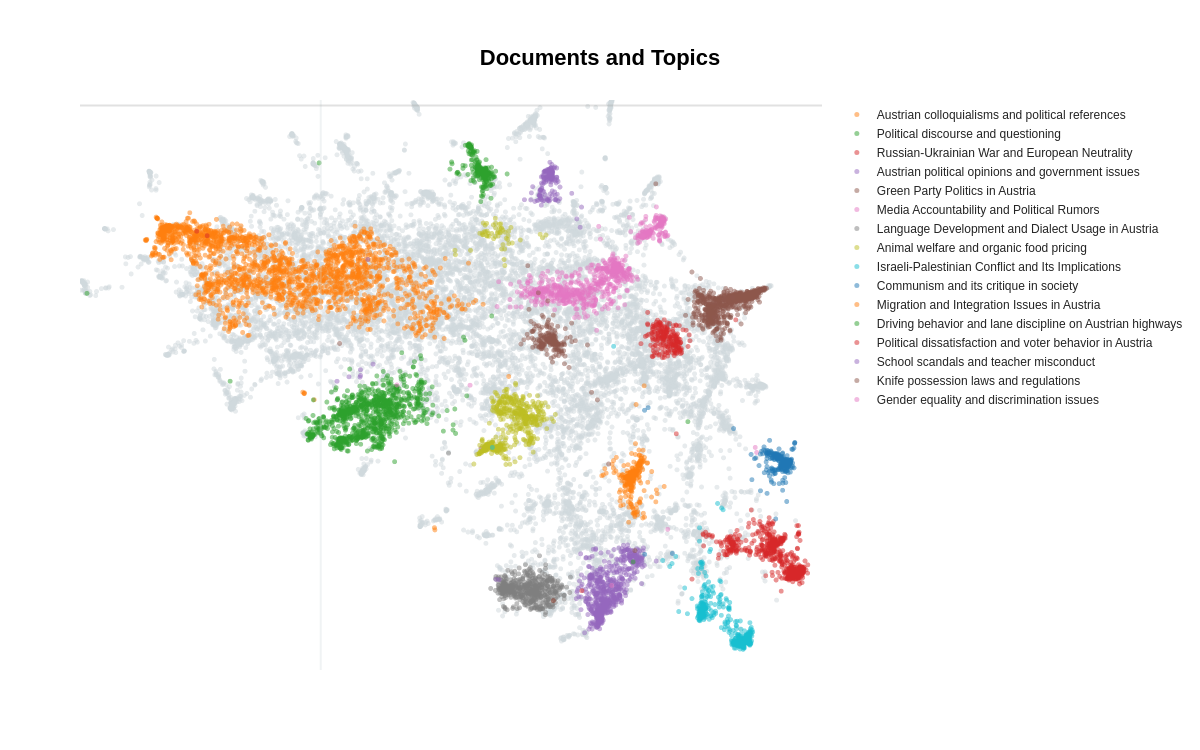 Documents and Topics
Austrian colloquialisms and political references
Political discourse and questioning
Russian-Ukrainian War and European Neutrality
Austrian political opinions and government issues
Green Party Politics in Austria
Media Accountability and Political Rumors
Language Development and Dialect Usage in Austria
Animal welfare and organic food pricing
Israeli-Palestinian Conflict and Its Implications
Communism and its critique in society
Migration and Integration Issues in Austria
Driving behavior and lane discipline on Austrian highways
Political dissatisfaction and voter behavior in Austria
School scandals and teacher misconduct
Knife possession laws and regulations
Gender equality and discrimination issues